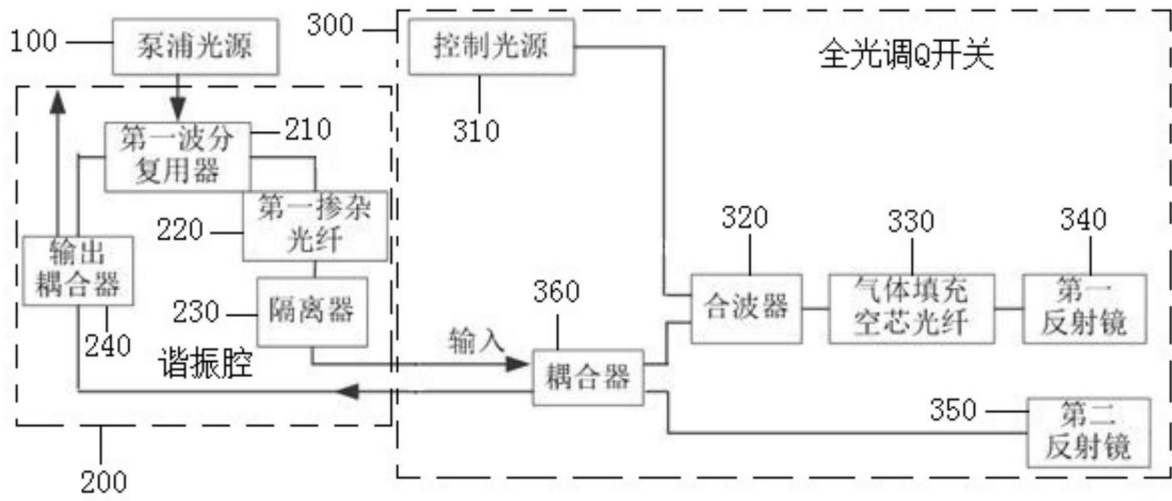 100
泵浦光源
300
控制光源
310
全光调Q开关
第一波分
复用器
210
220
第一掺杂
光纤
输出
耦合器
240
230
隔离器
谐振腔
200
输入
360
耦合器
320
合波器
330
气体填充
空芯光纤
340
第一
反射镜
350
第二
反射镜